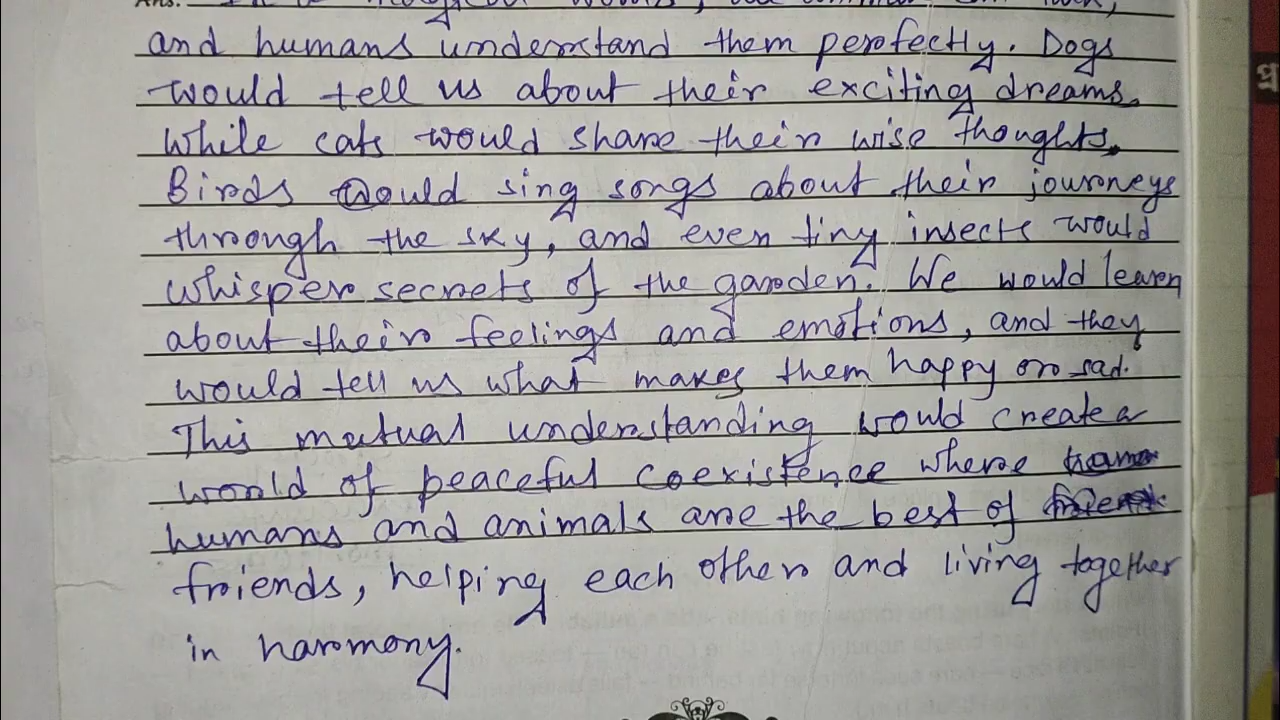 Ans.
and humans understand them perfectly. Dogs
would tell us about their exciting dreams.
While cats would share their wise thoughts.
Birds would sing songs about their journeys
through the sky, and even tiny insects would
whisper secrets of the garden. We would learn
about their feelings and emotions, and they
would tell us what makes them happy or sad.
This mutual understanding would create a
world of peaceful coexistence where
humans and animals are the best of
friends, helping each other and living together
in harmony.